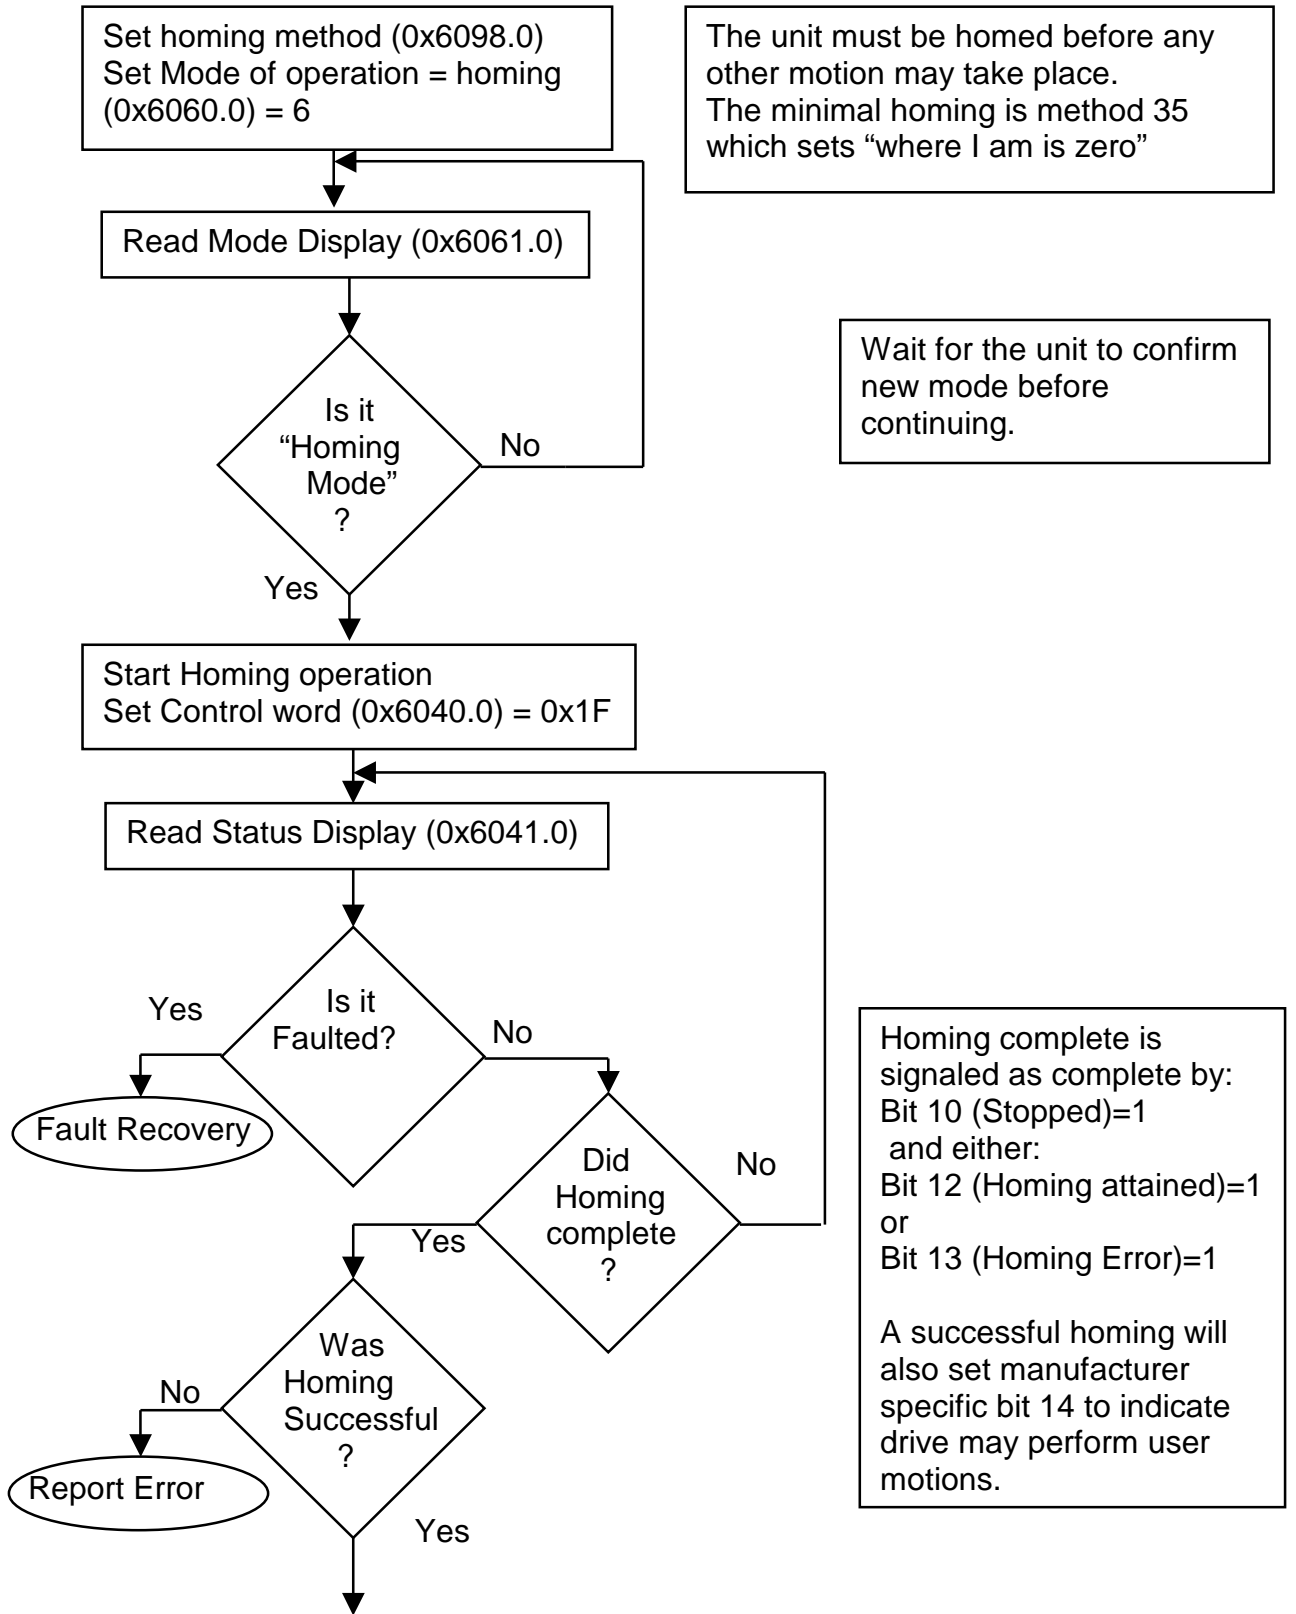 Set homing method (0x6098.0)
Set Mode of operation = homing
(0x6060.0) = 6
The unit must be homed before any
other motion may take place.
The minimal homing is method 35
which sets “where I am is zero”
Read Mode Display (0x6061.0)
Wait for the unit to confirm
new mode before
continuing.
Is it
“Homing
Mode”
?
No
Yes
Start Homing operation
Set Control word (0x6040.0) = 0x1F
Read Status Display (0x6041.0)
Is it
Faulted?
Yes
No
Fault Recovery
Did
Homing
complete
?
No
Yes
Homing complete is
signaled as complete by:
Bit 10 (Stopped)=1
and either:
Bit 12 (Homing attained)=1
or
Bit 13 (Homing Error)=1
A successful homing will
also set manufacturer
specific bit 14 to indicate
drive may perform user
motions.
Was
Homing
Successful
?
No
Report Error
Yes